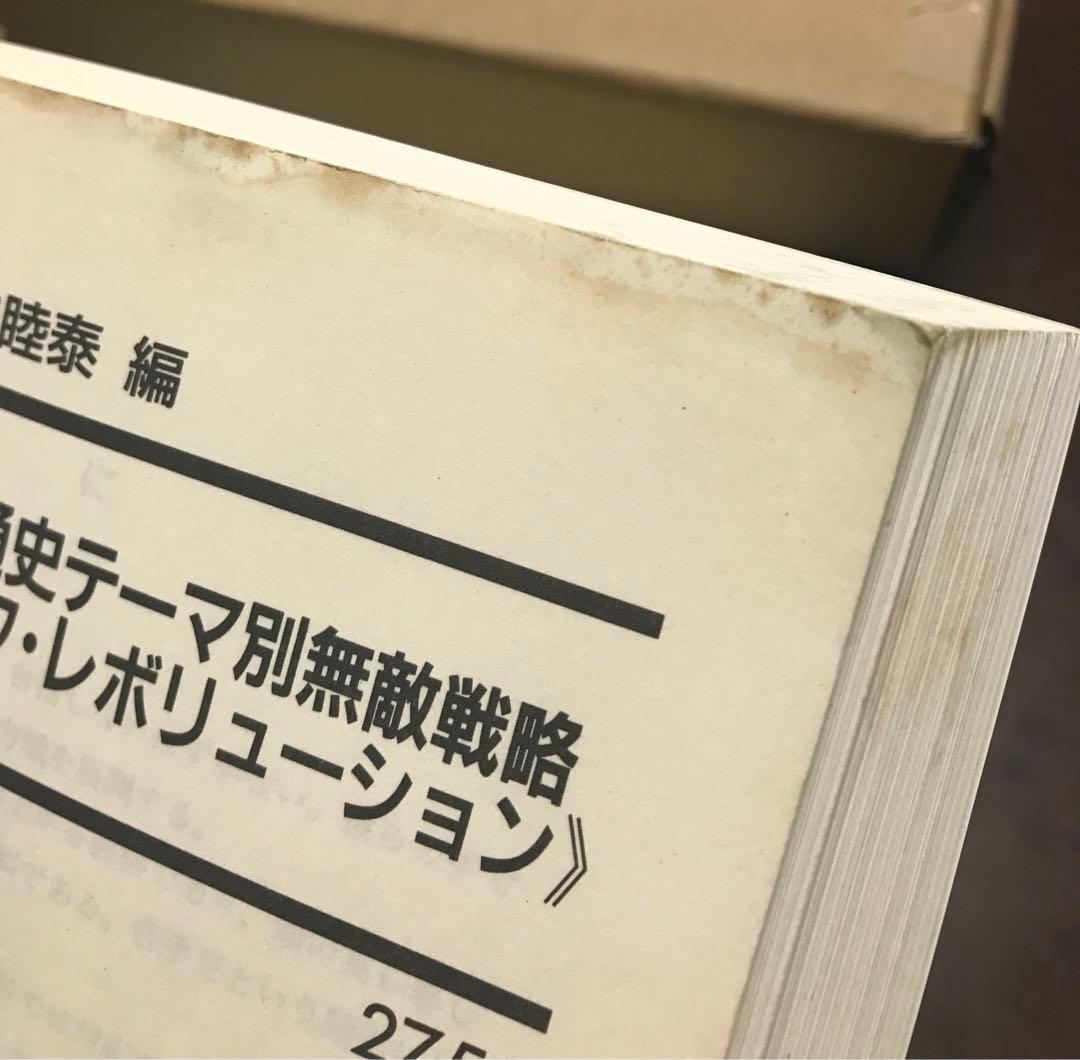 睦泰 編
史テーマ別無敵戦略
・レボリューション》
275